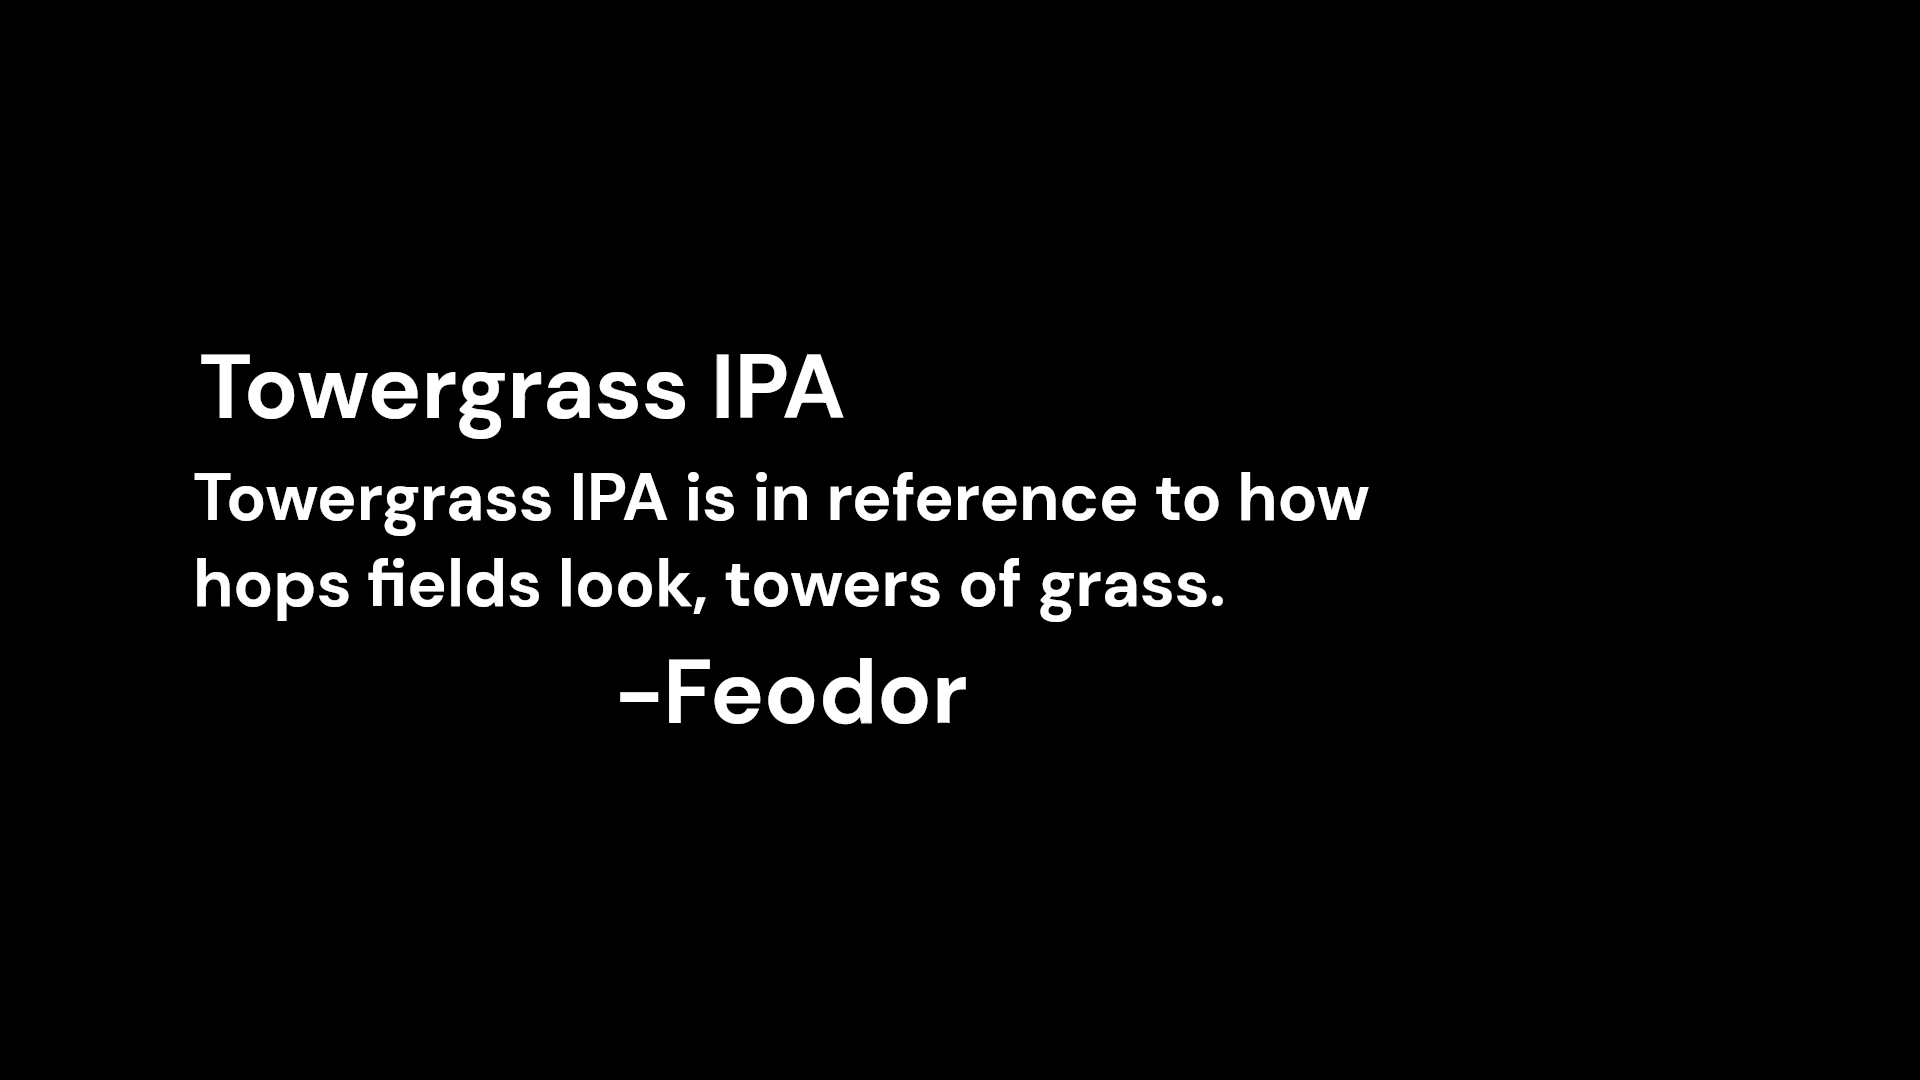 Towergrass IPA
Towergrass IPA is in reference to how
hops fields look, towers of grass.
-Feodor